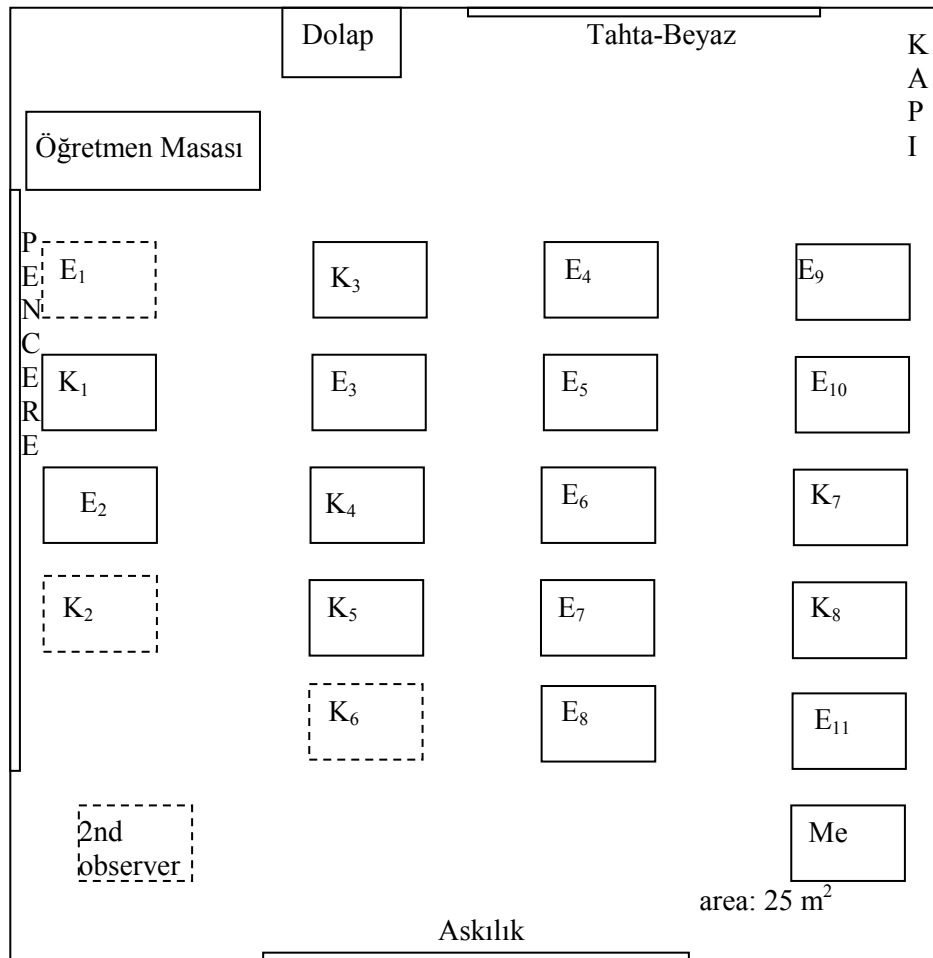 Dolap
Tahta-Beyaz
K
A
P
I
Öğretmen Masası
P
E
N
C
E
R
E
E₁
K₃
E₄
E₉
K₁
E₃
E₅
E₁₀
E₂
K₄
E₆
K₇
K₂
K₅
E₇
K₈
K₆
E₈
E₁₁
2nd
observer
Me
area: 25 m²
Askılık